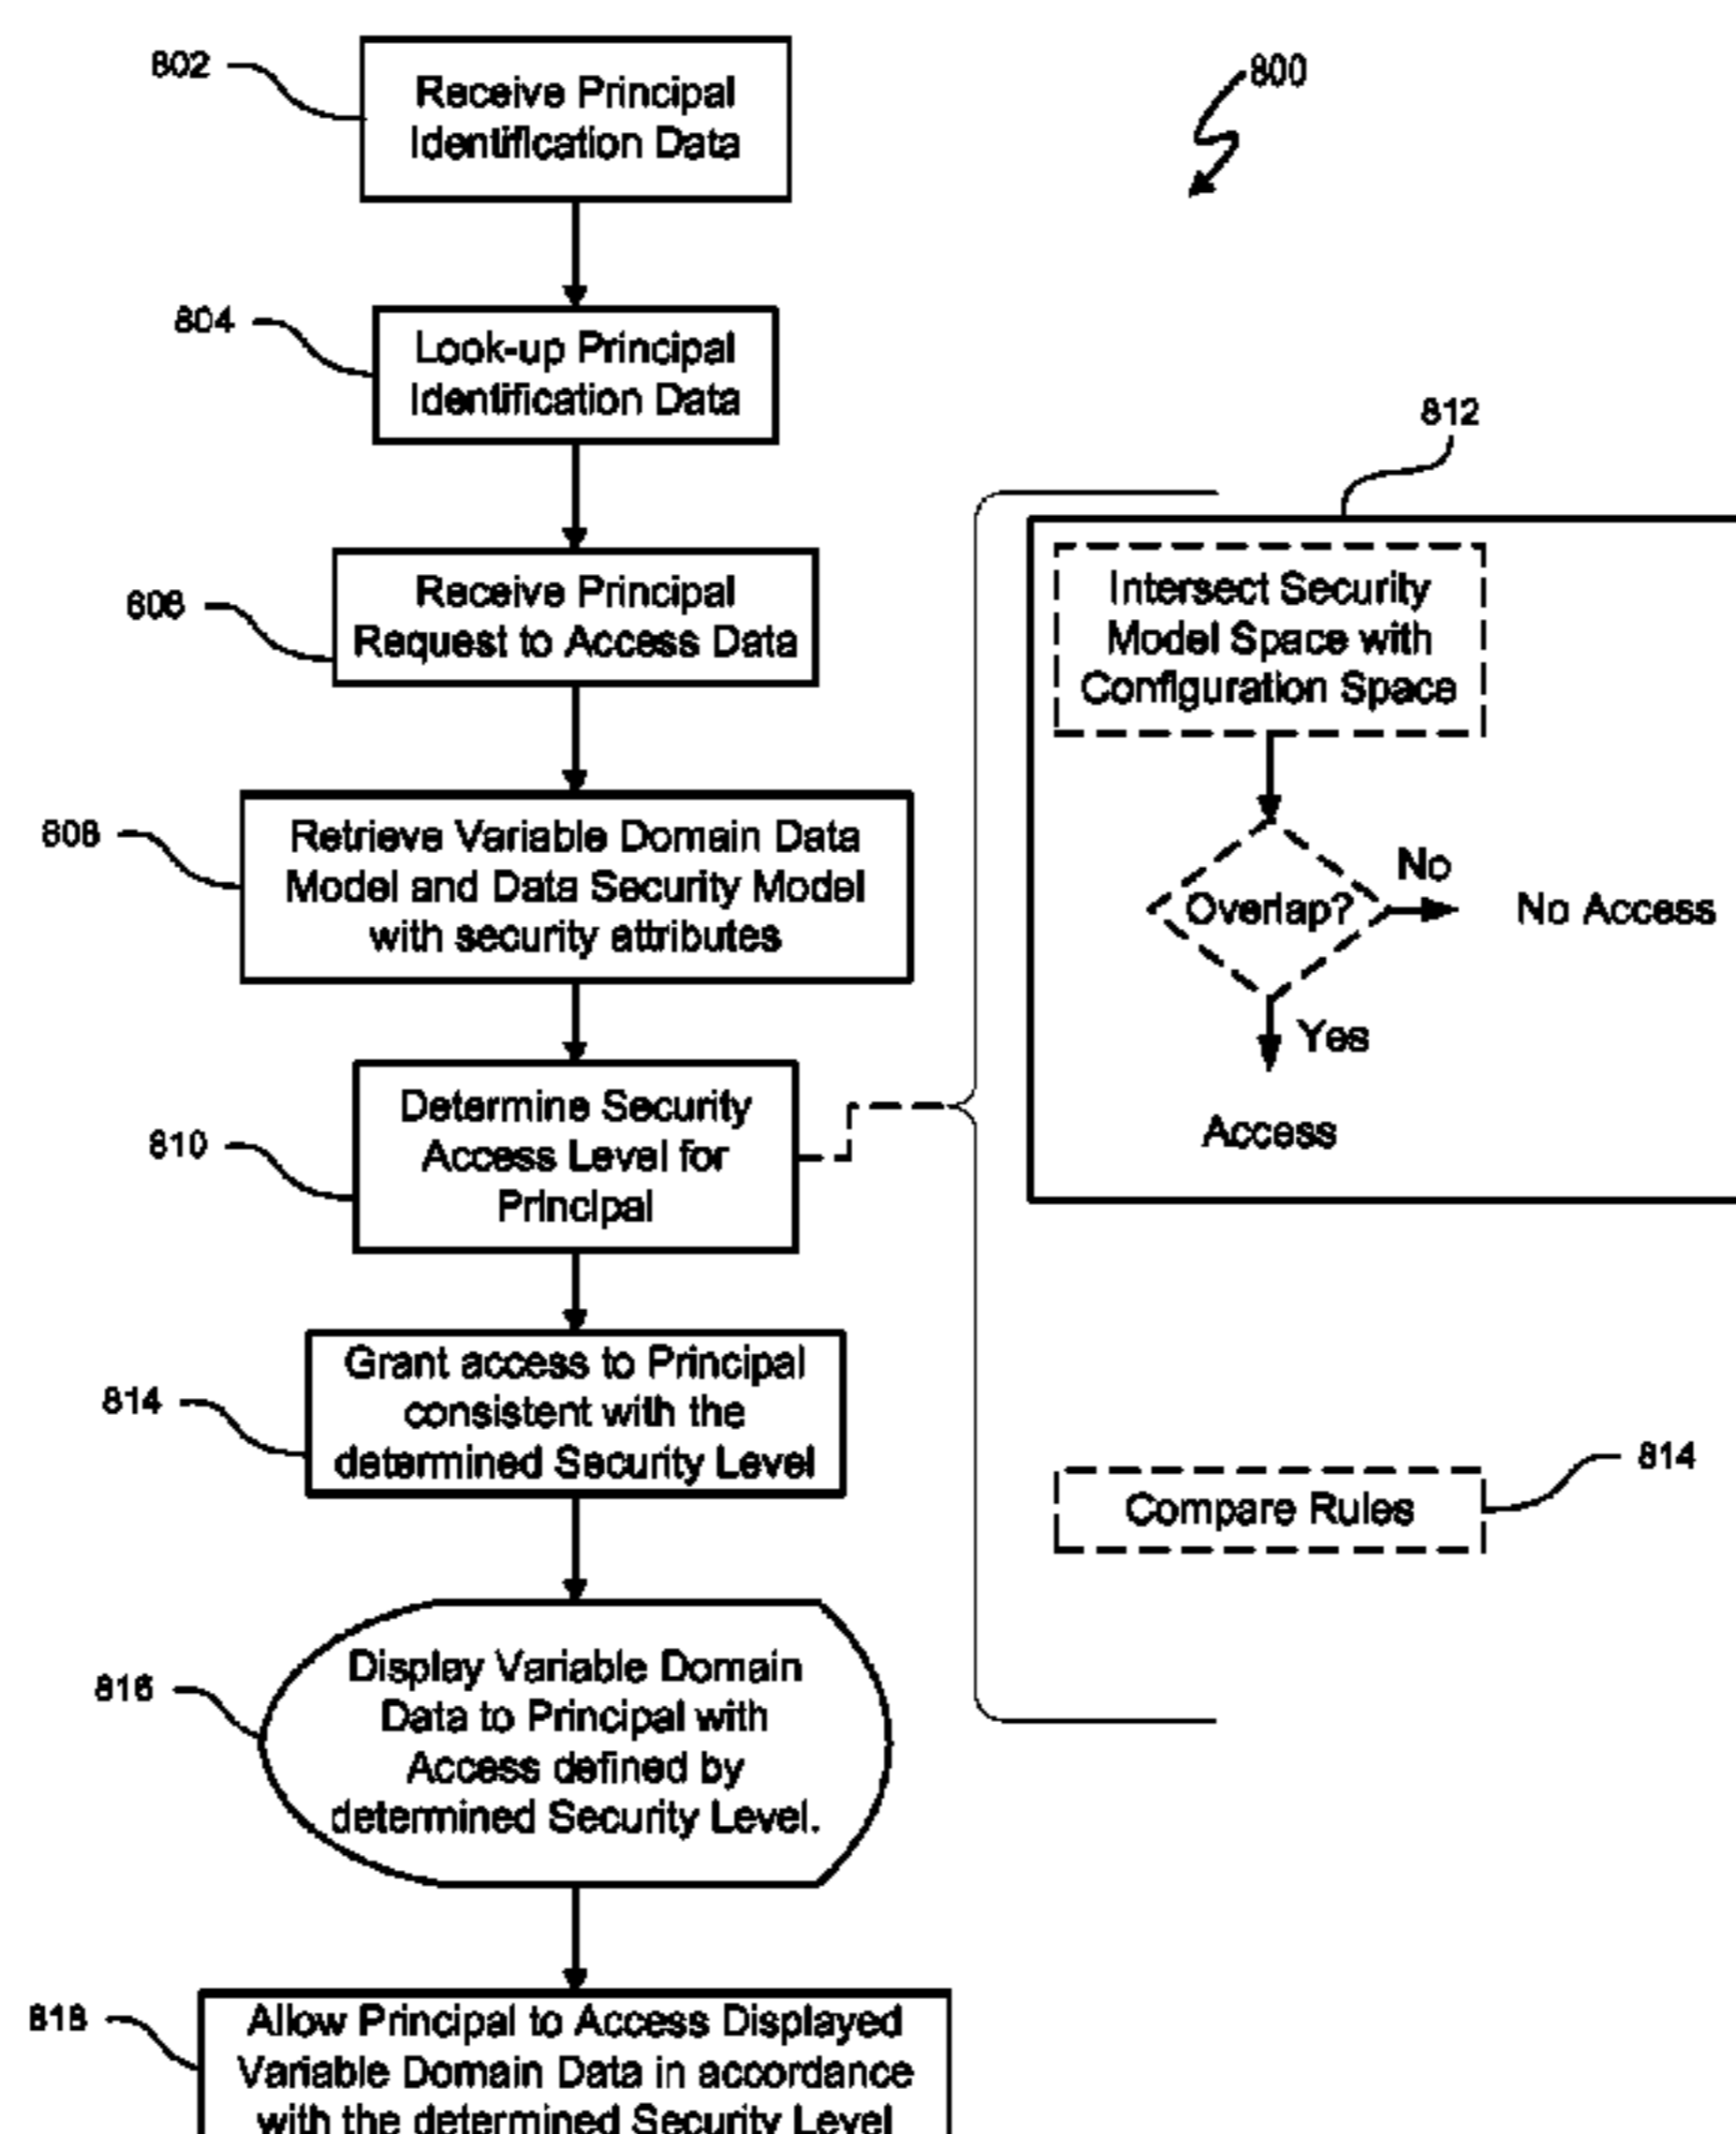 802
Receive Principal
Identification Data
800
804
Look-up Principal
Identification Data
606
Receive Principal
Request to Access Data
808
Retrieve Variable Domain Data
Model and Data Security Model
with security attributes
810
Determine Security
Access Level for
Principal
812
Intersect Security
Model Space with
Configuration Space
Overlap?
No
No Access
Yes
Access
814
Grant access to Principal
consistent with the
determined Security Level
Compare Rules
814
816
Display Variable Domain
Data to Principal with
Access defined by
determined Security Level.
818
Allow Principal to Access Displayed
Variable Domain Data in accordance
with the determined Security Level